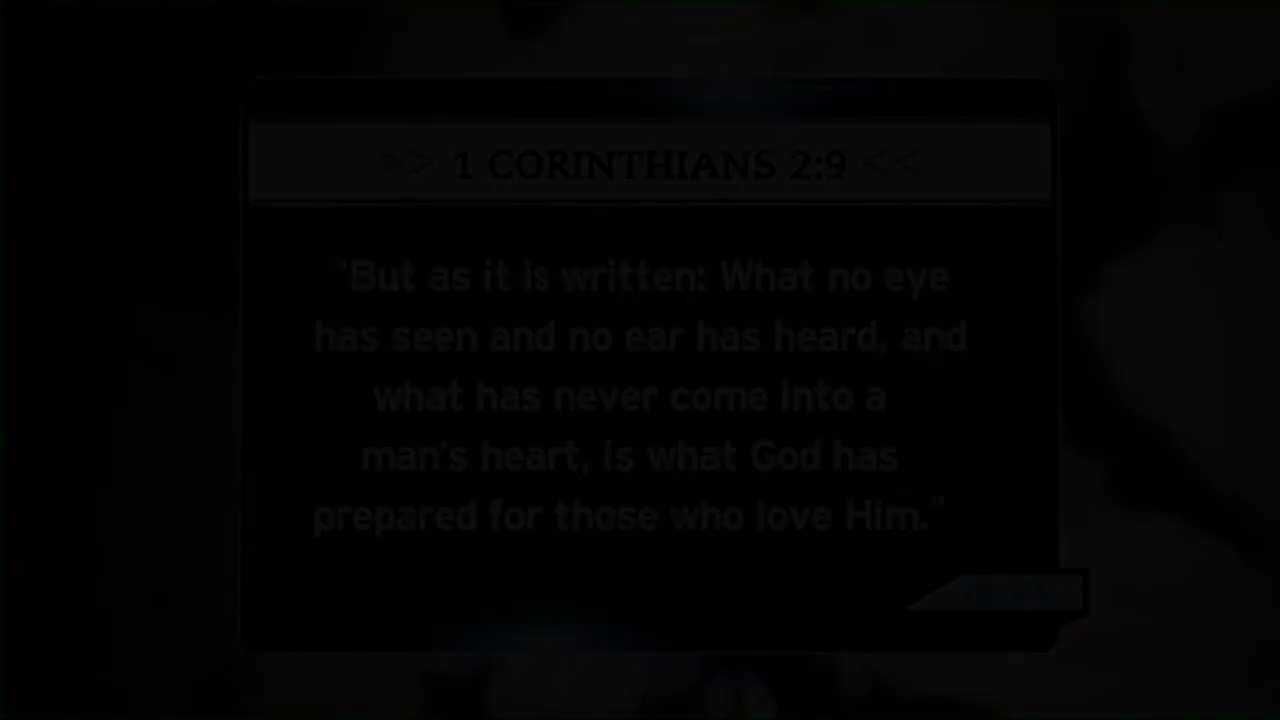 >> 1 CORINTHIANS 2:9 <<
"But as it is written: What no eye
has seen and no ear has heard, and
what has never come into a
man's heart, is what God has
prepared for those who love Him."